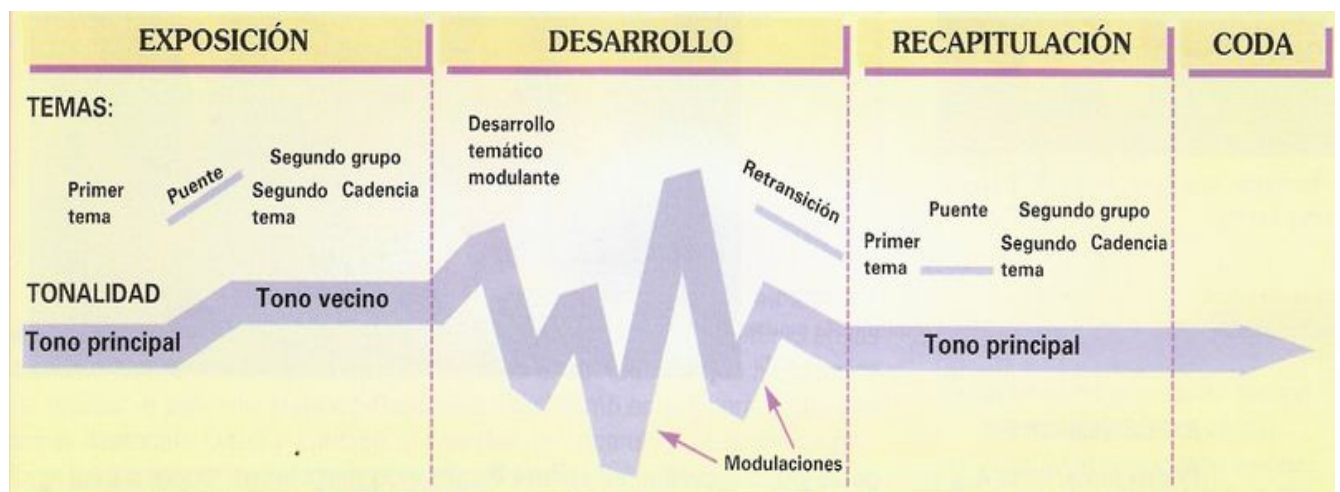 EXPOSICIÓN
DESARROLLO
RECAPITULACIÓN
CODA
TEMAS:
Primer
tema
Puente
Segundo grupo
Segundo
tema
Cadencia
TONALIDAD
Tono principal
Tono vecino
Desarrollo
temático
modulante
Retransición
Modulaciones
Primer
tema
Puente
Segundo grupo
Segundo
tema
Cadencia
Tono principal